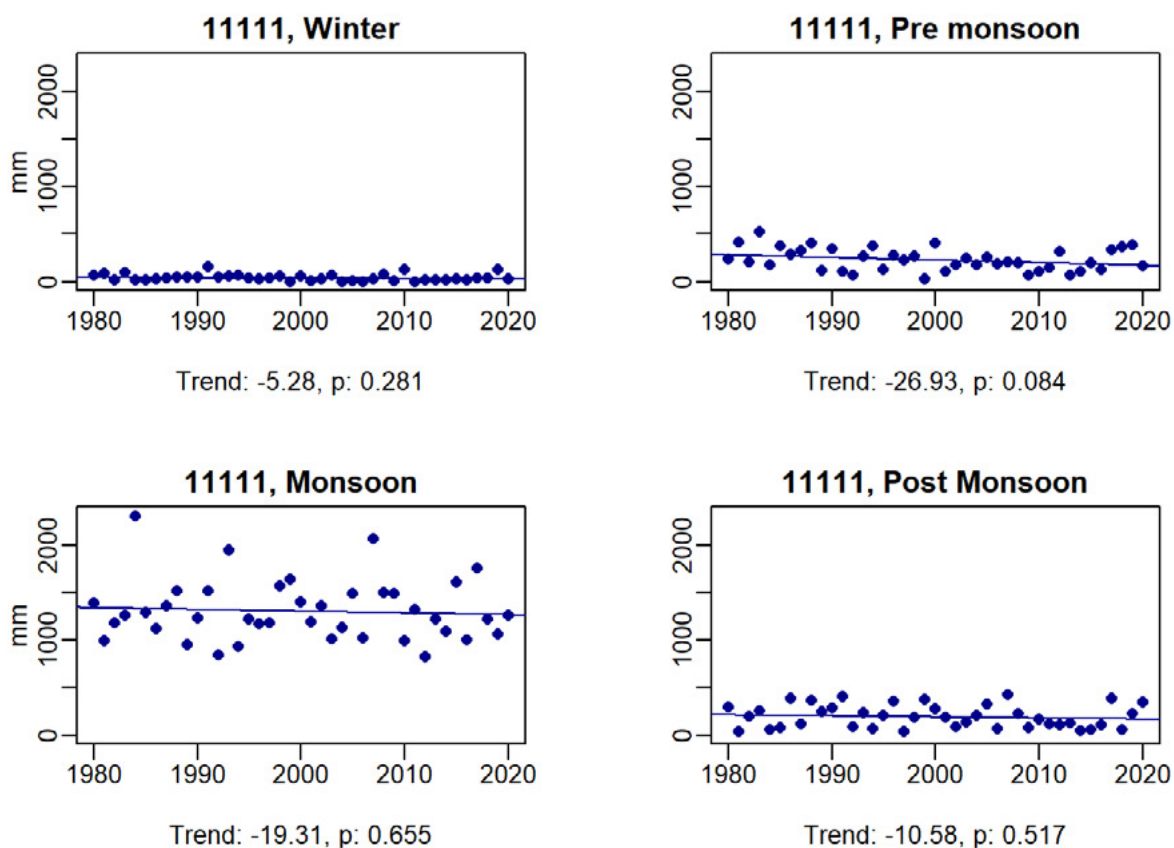 11111, Winter
mm
2000
1000
0
1980 1990 2000 2010 2020
Trend: -5.28, p: 0.281
11111, Pre monsoon
2000
1000
0
1980 1990 2000 2010 2020
Trend: -26.93, p: 0.084
11111, Monsoon
mm
2000
1000
0
1980 1990 2000 2010 2020
Trend: -19.31, p: 0.655
11111, Post Monsoon
2000
1000
0
1980 1990 2000 2010 2020
Trend: -10.58, p: 0.517